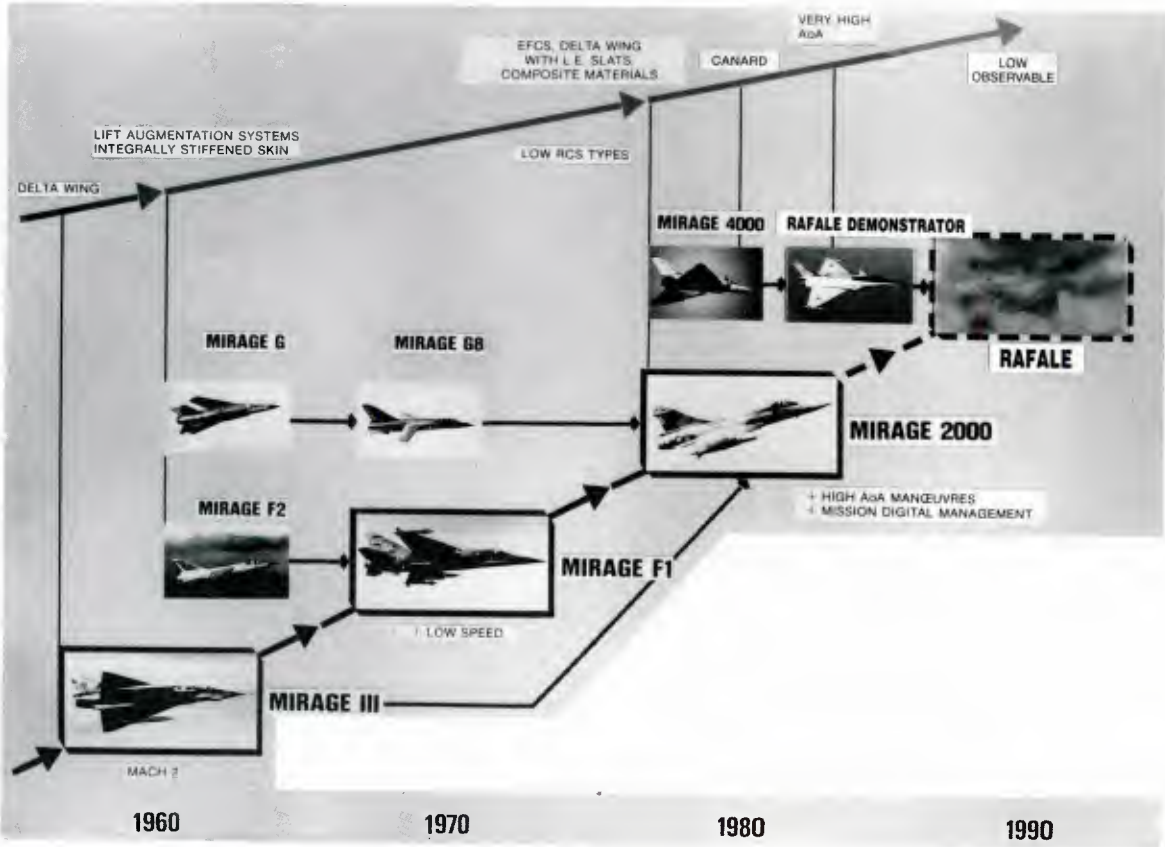 VERY HIGH
AoA
EFCS, DELTA WING
WITH L.E. SLATS
COMPOSITE MATERIALS
CANARD
LOW
OBSERVABLE
LIFT AUGMENTATION SYSTEMS
INTEGRALLY STIFFENED SKIN
LOW RCS TYPES
DELTA WING
MIRAGE 4000
RAFALE DEMONSTRATOR
MIRAGE G
MIRAGE G8
RAFALE
MIRAGE 2000
+ HIGH AoA MANŒUVRES
+ MISSION DIGITAL MANAGEMENT
MIRAGE F2
MIRAGE F1
+ LOW SPEED
MIRAGE III
MACH 2
1960
1970
1980
1990